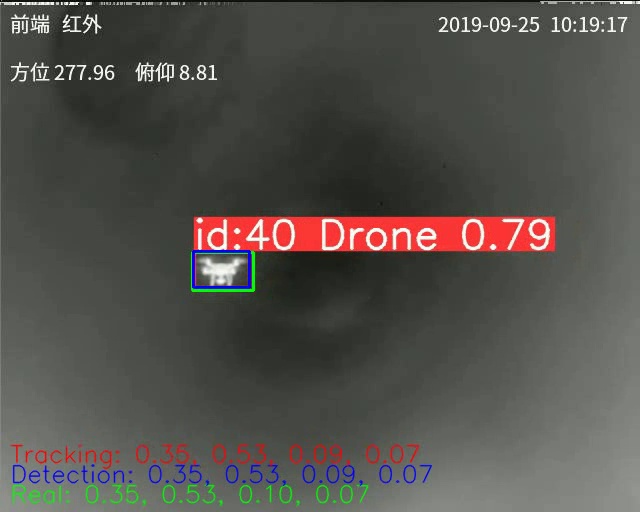 前端 红外
2019-09-25 10:19:17
方位 277.96 俯仰 8.81
id:40 Drone 0.79
Tracking: 0.35, 0.53, 0.09, 0.07
Detection: 0.35, 0.53, 0.09, 0.07
Real: 0.35, 0.53, 0.10, 0.07